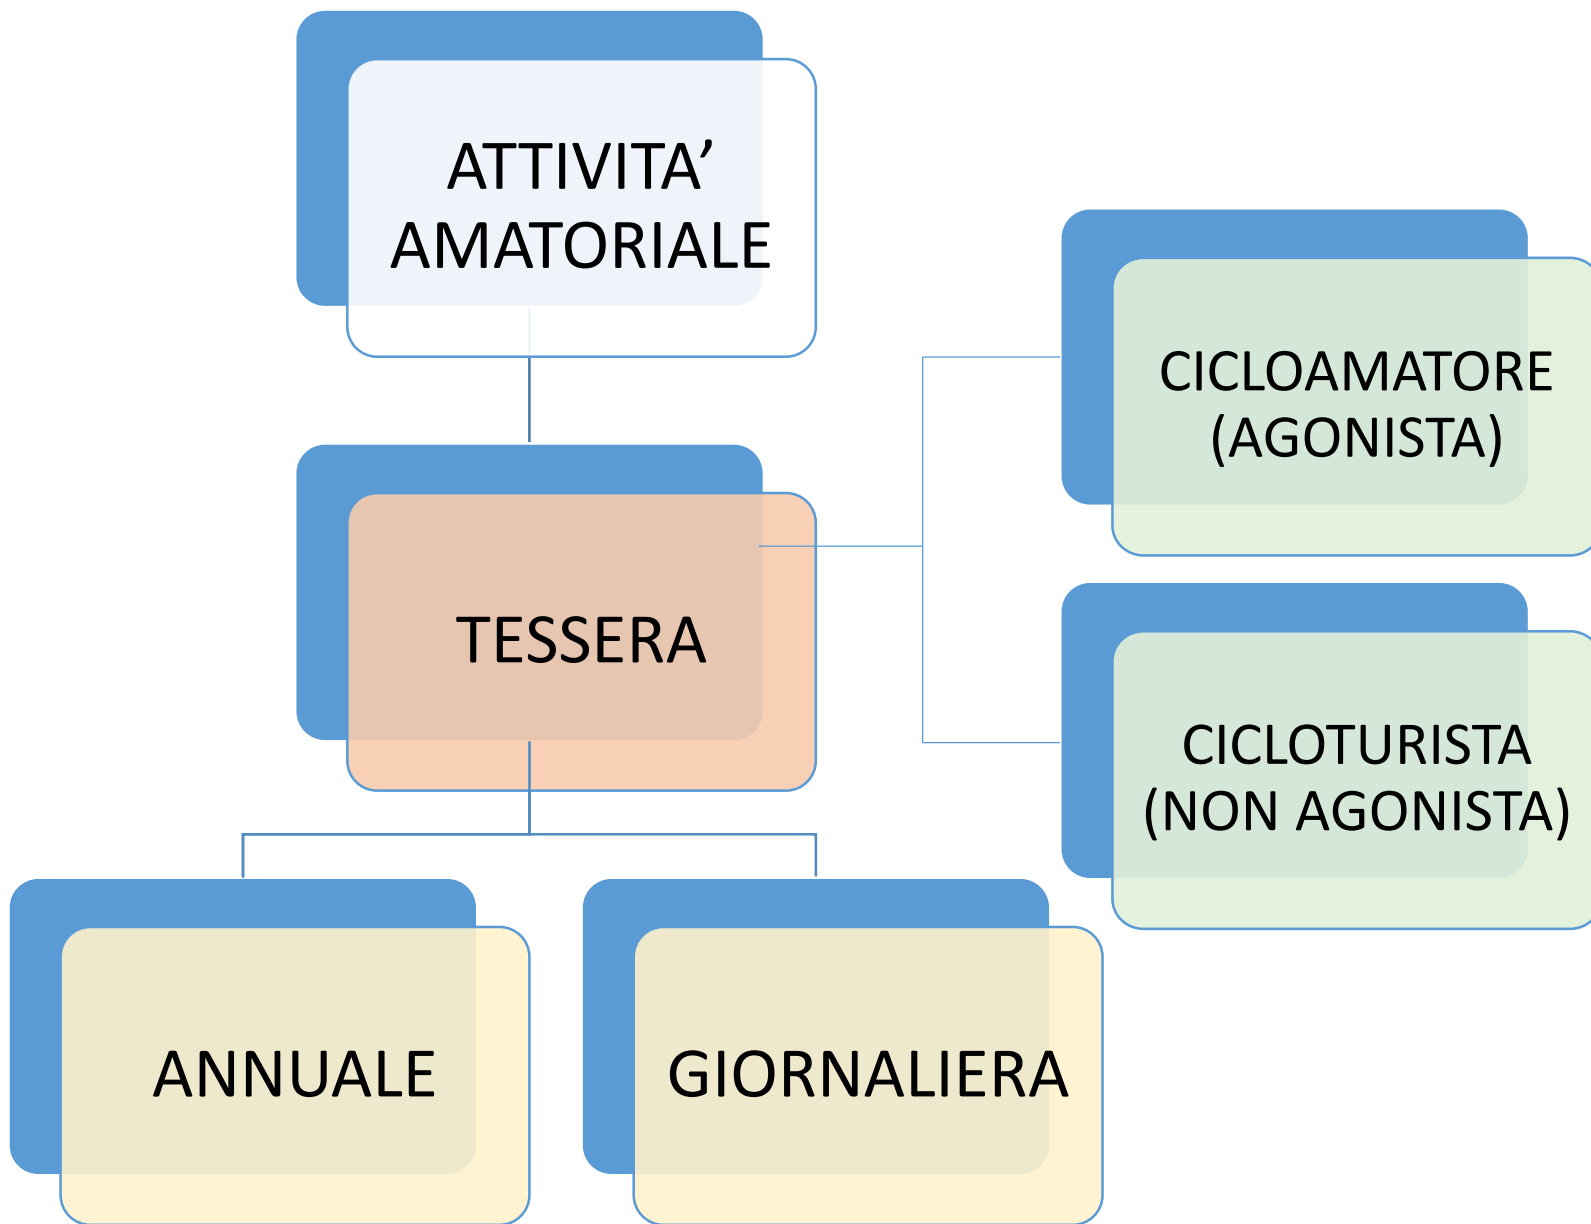 ATTIVITA’
AMATORIALE
CICLOAMATORE
(AGONISTA)
TESSERA
CICLOTURISTA
(NON AGONISTA)
ANNUALE
GIORNALIERA